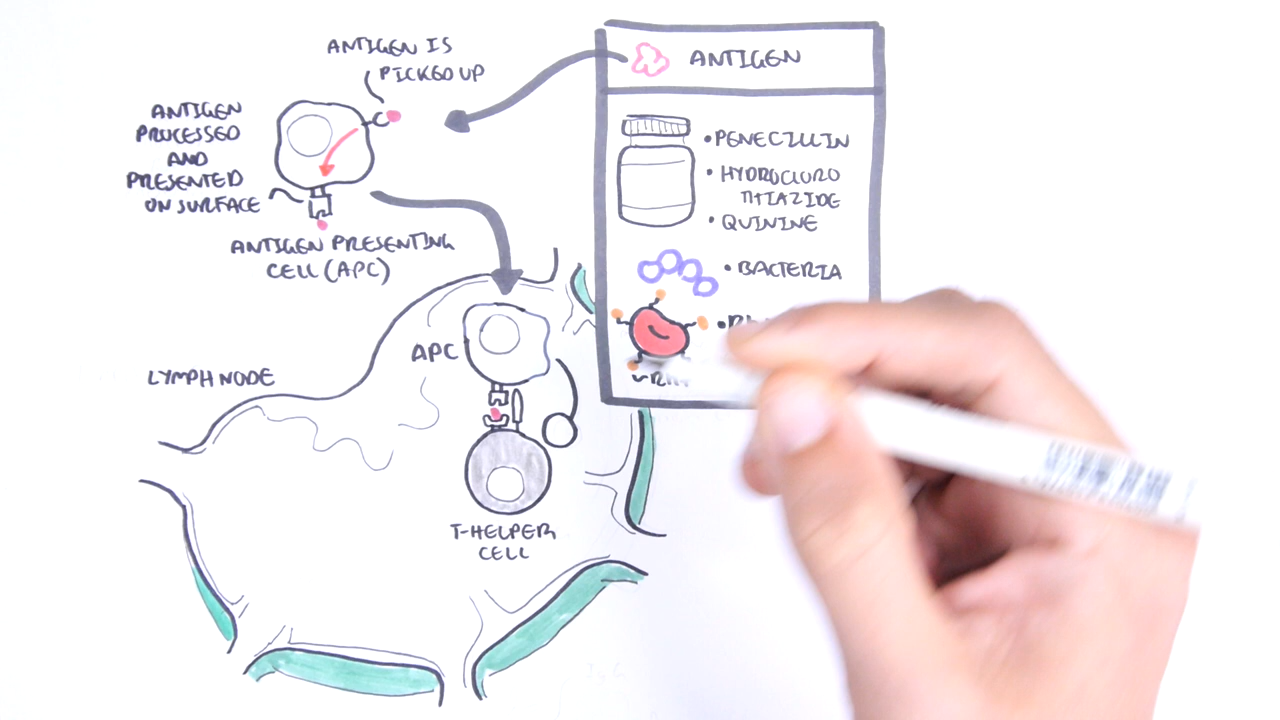 ANTIGEN IS
PICKED UP
ANTIGEN
PROCESSED
AND
PRESENTED
ON SURFACE
ANTIGEN PRESENTING
CELL (APC)
LYMPH NODE
APC
T-HELPER
CELL
ANTIGEN
• PENECILLIN
• HYDROCLORO
THIAZIDE
• QUININE
• BACTERIA